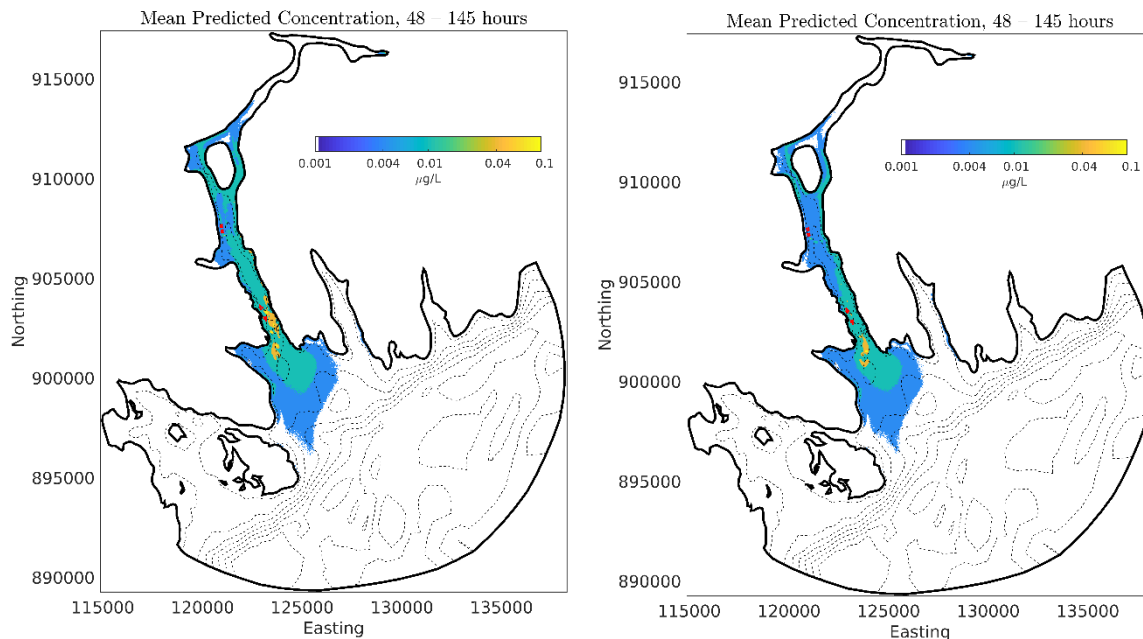 Mean Predicted Concentration, 48 – 145 hours
915000
910000
905000
900000
895000
890000
Northing
0.001 0.004 0.01 0.04 0.1
μg/L
115000 120000 125000 130000 135000
Easting
Mean Predicted Concentration, 48 – 145 hours
915000
910000
905000
900000
895000
890000
Northing
0.001 0.004 0.01 0.04 0.1
μg/L
115000 120000 125000 130000 135000
Easting